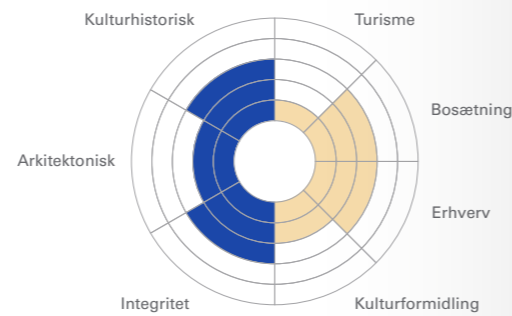 Kulturhistorisk
Turisme
Bosætning
Arkitektonisk
Erhverv
Integritet
Kulturformidling